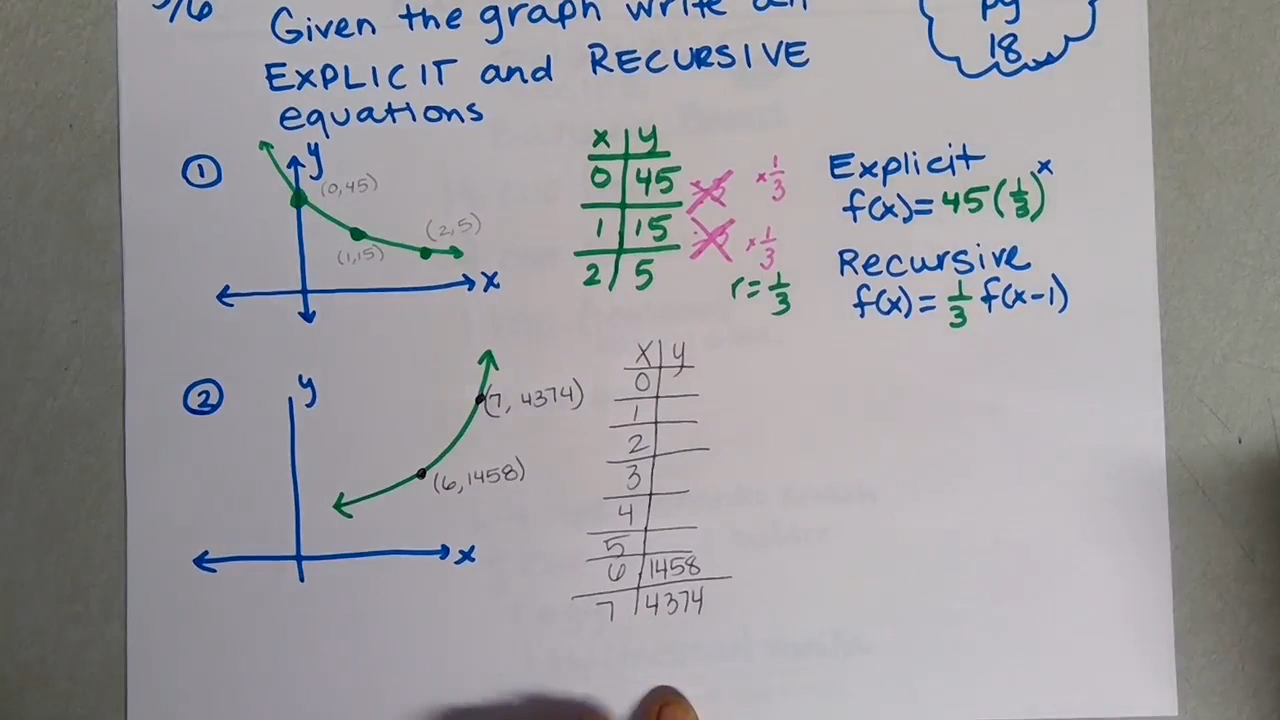 Given the graph write an
EXPLICIT and RECURSIVE
equations
pg
18
①
y
(0,45)
(1,15)
(2,5)
x
x y
0 45
1 15
2 5
×1/3
×1/3
r=1/3
Explicit
f(x)=45(1/3)^x
Recursive
f(x)=1/3 f(x-1)
②
y
(7, 4374)
(6,1458)
x
x y
0
1
2
3
4
5
6 1458
7 4374